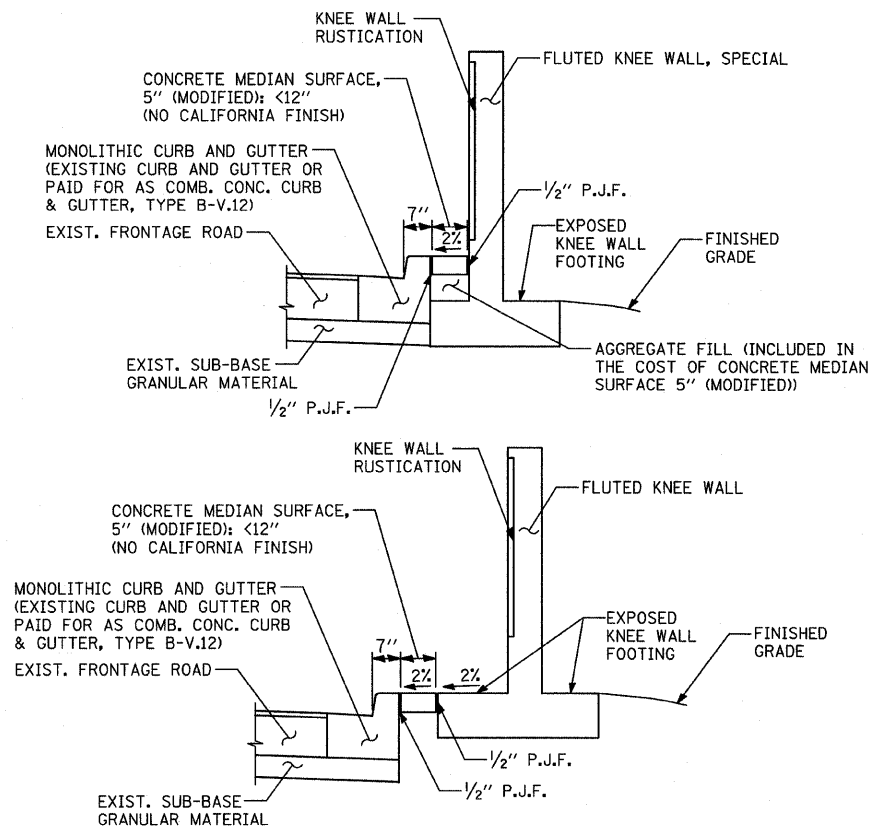 KNEE WALL
RUSTICATION
FLUTED KNEE WALL, SPECIAL
CONCRETE MEDIAN SURFACE,
5" (MODIFIED): <12"
(NO CALIFORNIA FINISH)
MONOLITHIC CURB AND GUTTER
(EXISTING CURB AND GUTTER OR
PAID FOR AS COMB. CONC. CURB
& GUTTER, TYPE B-V.12)
EXIST. FRONTAGE ROAD
7"
2%
1/2" P.J.F.
EXPOSED
KNEE WALL
FOOTING
FINISHED
GRADE
EXIST. SUB-BASE
GRANULAR MATERIAL
1/2" P.J.F.
AGGREGATE FILL (INCLUDED IN
THE COST OF CONCRETE MEDIAN
SURFACE 5" (MODIFIED))
KNEE WALL
RUSTICATION
FLUTED KNEE WALL
CONCRETE MEDIAN SURFACE,
5" (MODIFIED): <12"
(NO CALIFORNIA FINISH)
MONOLITHIC CURB AND GUTTER
(EXISTING CURB AND GUTTER OR
PAID FOR AS COMB. CONC. CURB
& GUTTER, TYPE B-V.12)
EXIST. FRONTAGE ROAD
7"
2%
2%
EXPOSED
KNEE WALL
FOOTING
FINISHED
GRADE
1/2" P.J.F.
1/2" P.J.F.
EXIST. SUB-BASE
GRANULAR MATERIAL